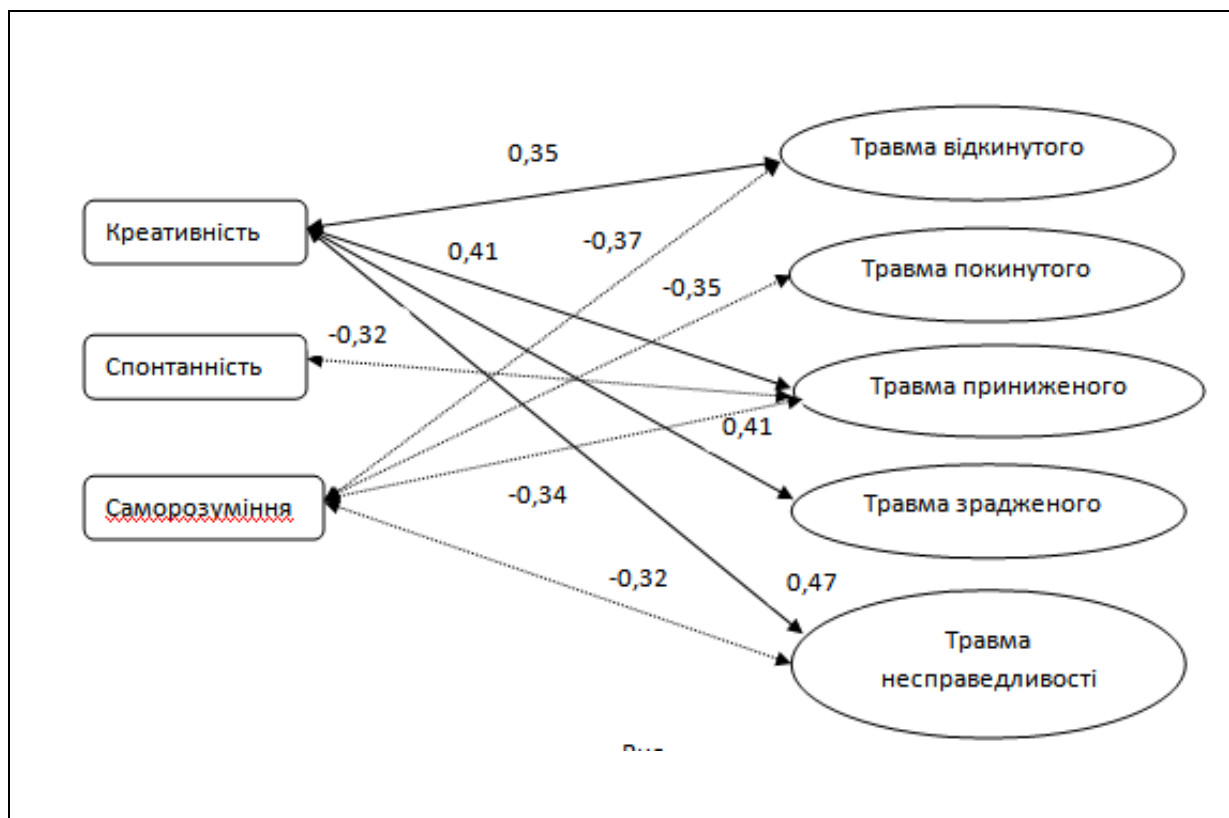 Травма відкинутого
0,35
Креативність
-0,37
0,41
Травма покинутого
-0,35
-0,32
Спонтанність
Травма приниженого
0,41
Саморозуміння
-0,34
Травма зрадженого
-0,32
0,47
Травма
несправедливості